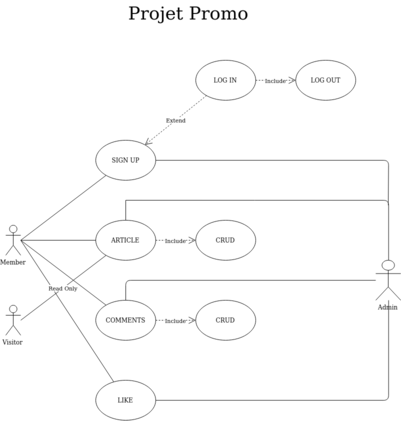 Projet Promo
LOG IN
Include
LOG OUT
Extend
SIGN UP
ARTICLE
Include
CRUD
Member
Read Only
Admin
COMMENTS
Include
CRUD
Visitor
LIKE